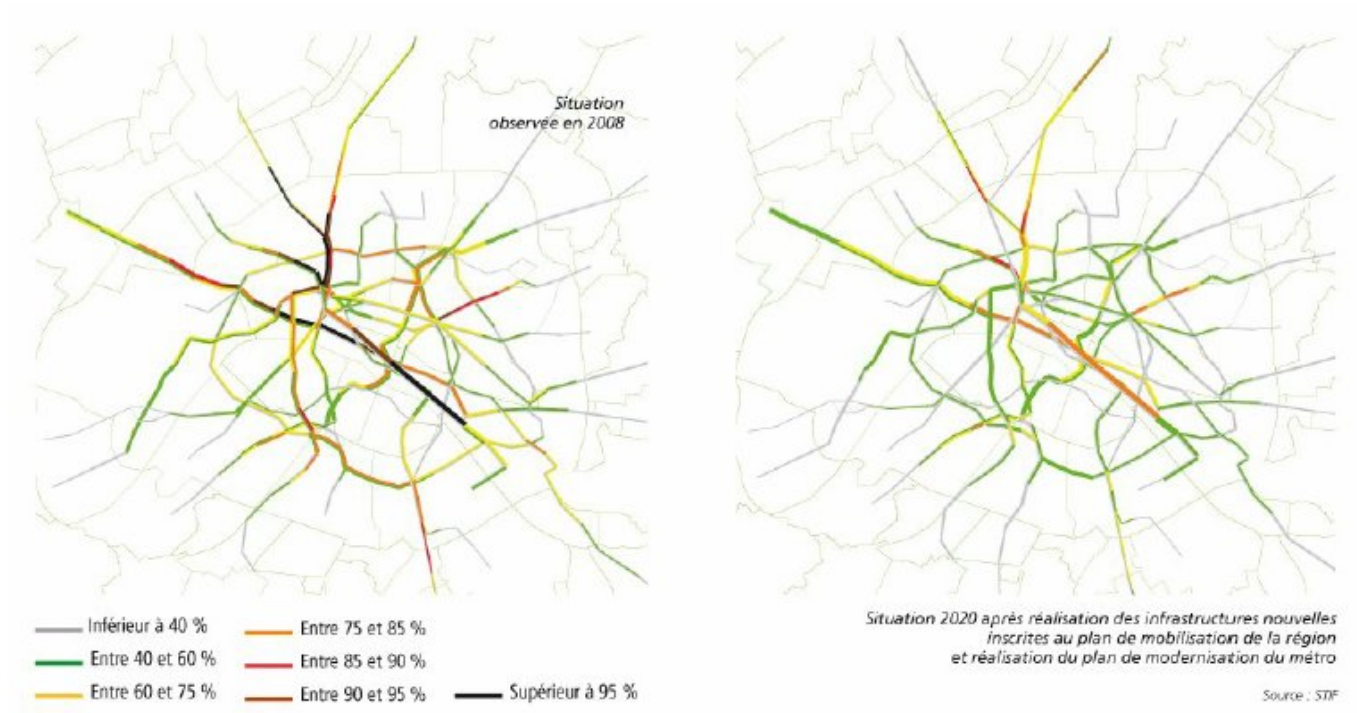 Situation
observée en 2008
Inférieur à 40 %
Entre 40 et 60 %
Entre 60 et 75 %
Entre 75 et 85 %
Entre 85 et 90 %
Entre 90 et 95 %
Supérieur à 95 %
Situation 2020 après réalisation des infrastructures nouvelles
inscrites au plan de mobilisation de la région
et réalisation du plan de modernisation du métro
Source : STIF